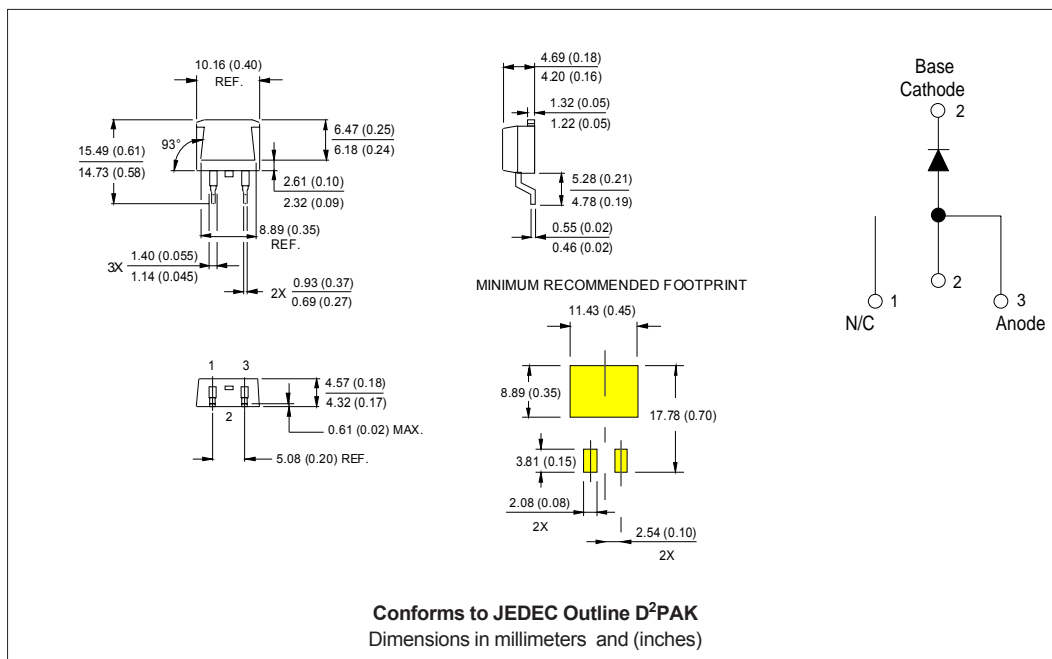 10.16 (0.40)
REF.
15.49 (0.61)
14.73 (0.58)
93°
6.47 (0.25)
6.18 (0.24)
2.61 (0.10)
2.32 (0.09)
8.89 (0.35)
REF.
3X
1.40 (0.055)
1.14 (0.045)
2X
0.93 (0.37)
0.69 (0.27)
4.69 (0.18)
4.20 (0.16)
1.32 (0.05)
1.22 (0.05)
5.28 (0.21)
4.78 (0.19)
0.55 (0.02)
0.46 (0.02)
Base
Cathode
2
2
1
N/C
3
Anode
1 3
2
4.57 (0.18)
4.32 (0.17)
0.61 (0.02) MAX.
5.08 (0.20) REF.
MINIMUM RECOMMENDED FOOTPRINT
11.43 (0.45)
8.89 (0.35)
17.78 (0.70)
3.81 (0.15)
2.08 (0.08)
2X
2.54 (0.10)
2X
Conforms to JEDEC Outline D²PAK
Dimensions in millimeters and (inches)